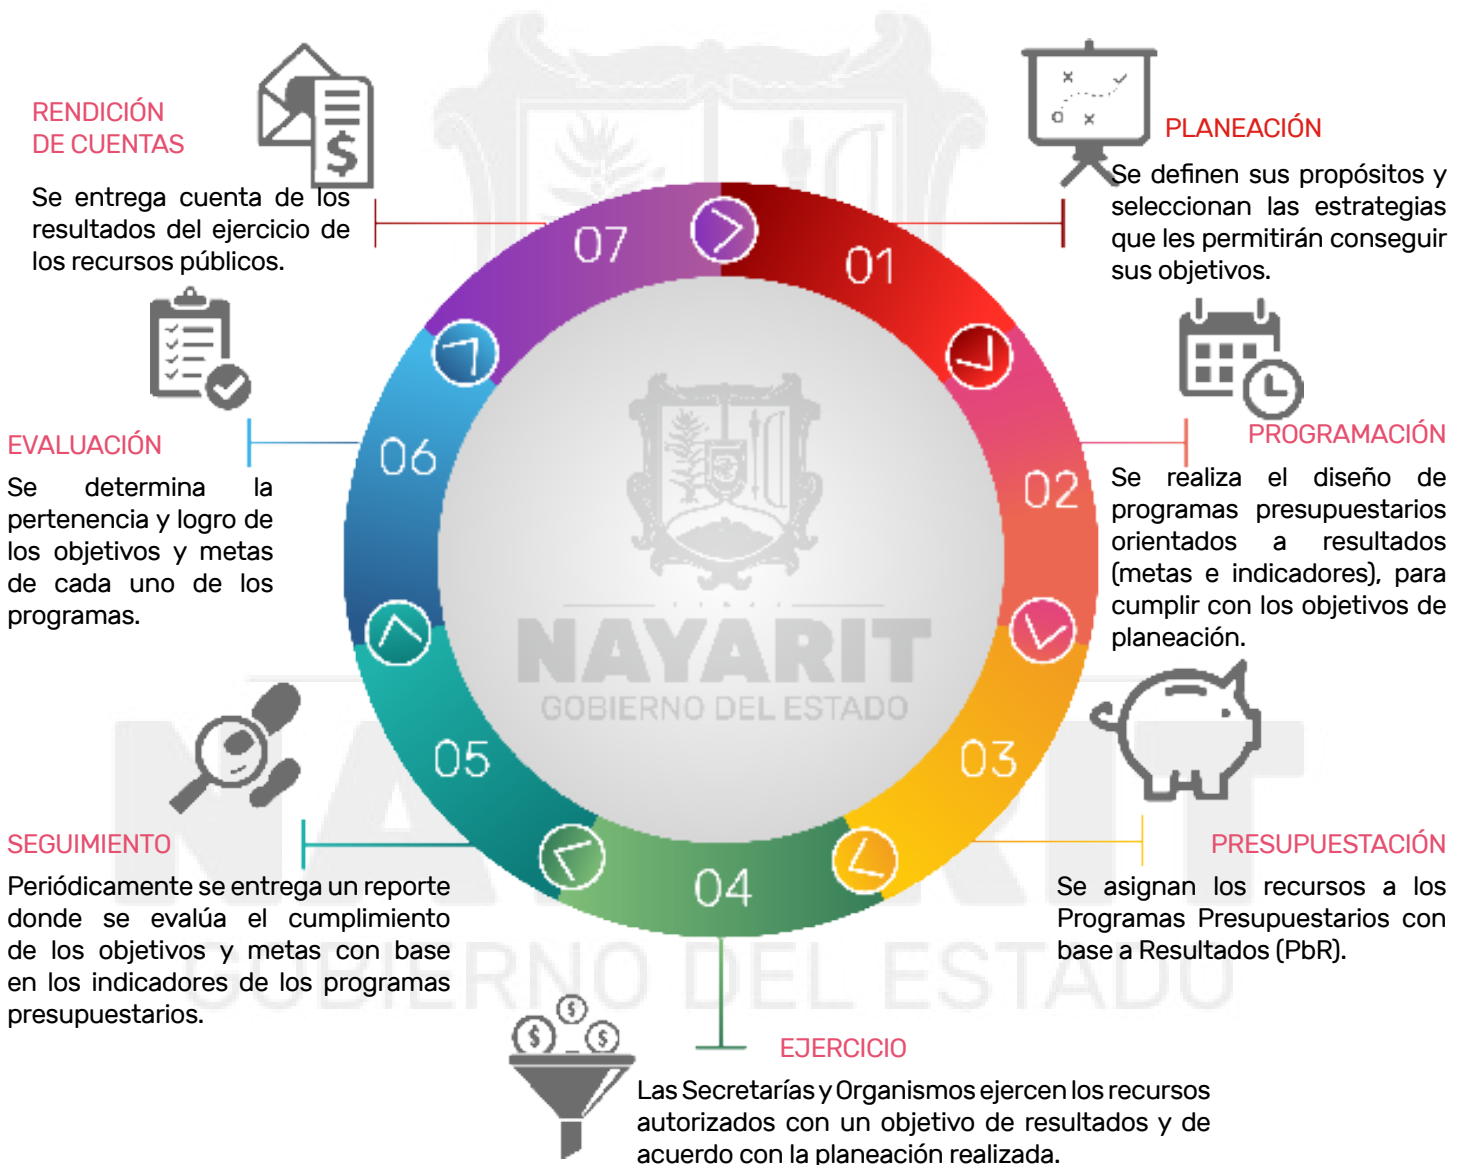 RENDICIÓN
DE CUENTAS
Se entrega cuenta de los
resultados del ejercicio de
los recursos públicos.
PLANEACIÓN
Se definen sus propósitos y
seleccionan las estrategias
que les permitirán conseguir
sus objetivos.
07
01
EVALUACIÓN
Se determina la
pertenencia y logro de
los objetivos y metas
de cada uno de los
programas.
06
02
PROGRAMACIÓN
Se realiza el diseño de
programas presupuestarios
orientados a resultados
(metas e indicadores), para
cumplir con los objetivos de
planeación.
NAYARIT
GOBIERNO DEL ESTADO
05
03
04
SEGUIMIENTO
Periódicamente se entrega un reporte
donde se evalúa el cumplimiento
de los objetivos y metas con base
en los indicadores de los programas
presupuestarios.
PRESUPUESTACIÓN
Se asignan los recursos a los
Programas Presupuestarios con
base a Resultados (PbR).
NAYARIT
GOBIERNO DEL ESTADO
EJERCICIO
Las Secretarías y Organismos ejercen los recursos
autorizados con un objetivo de resultados y de
acuerdo con la planeación realizada.